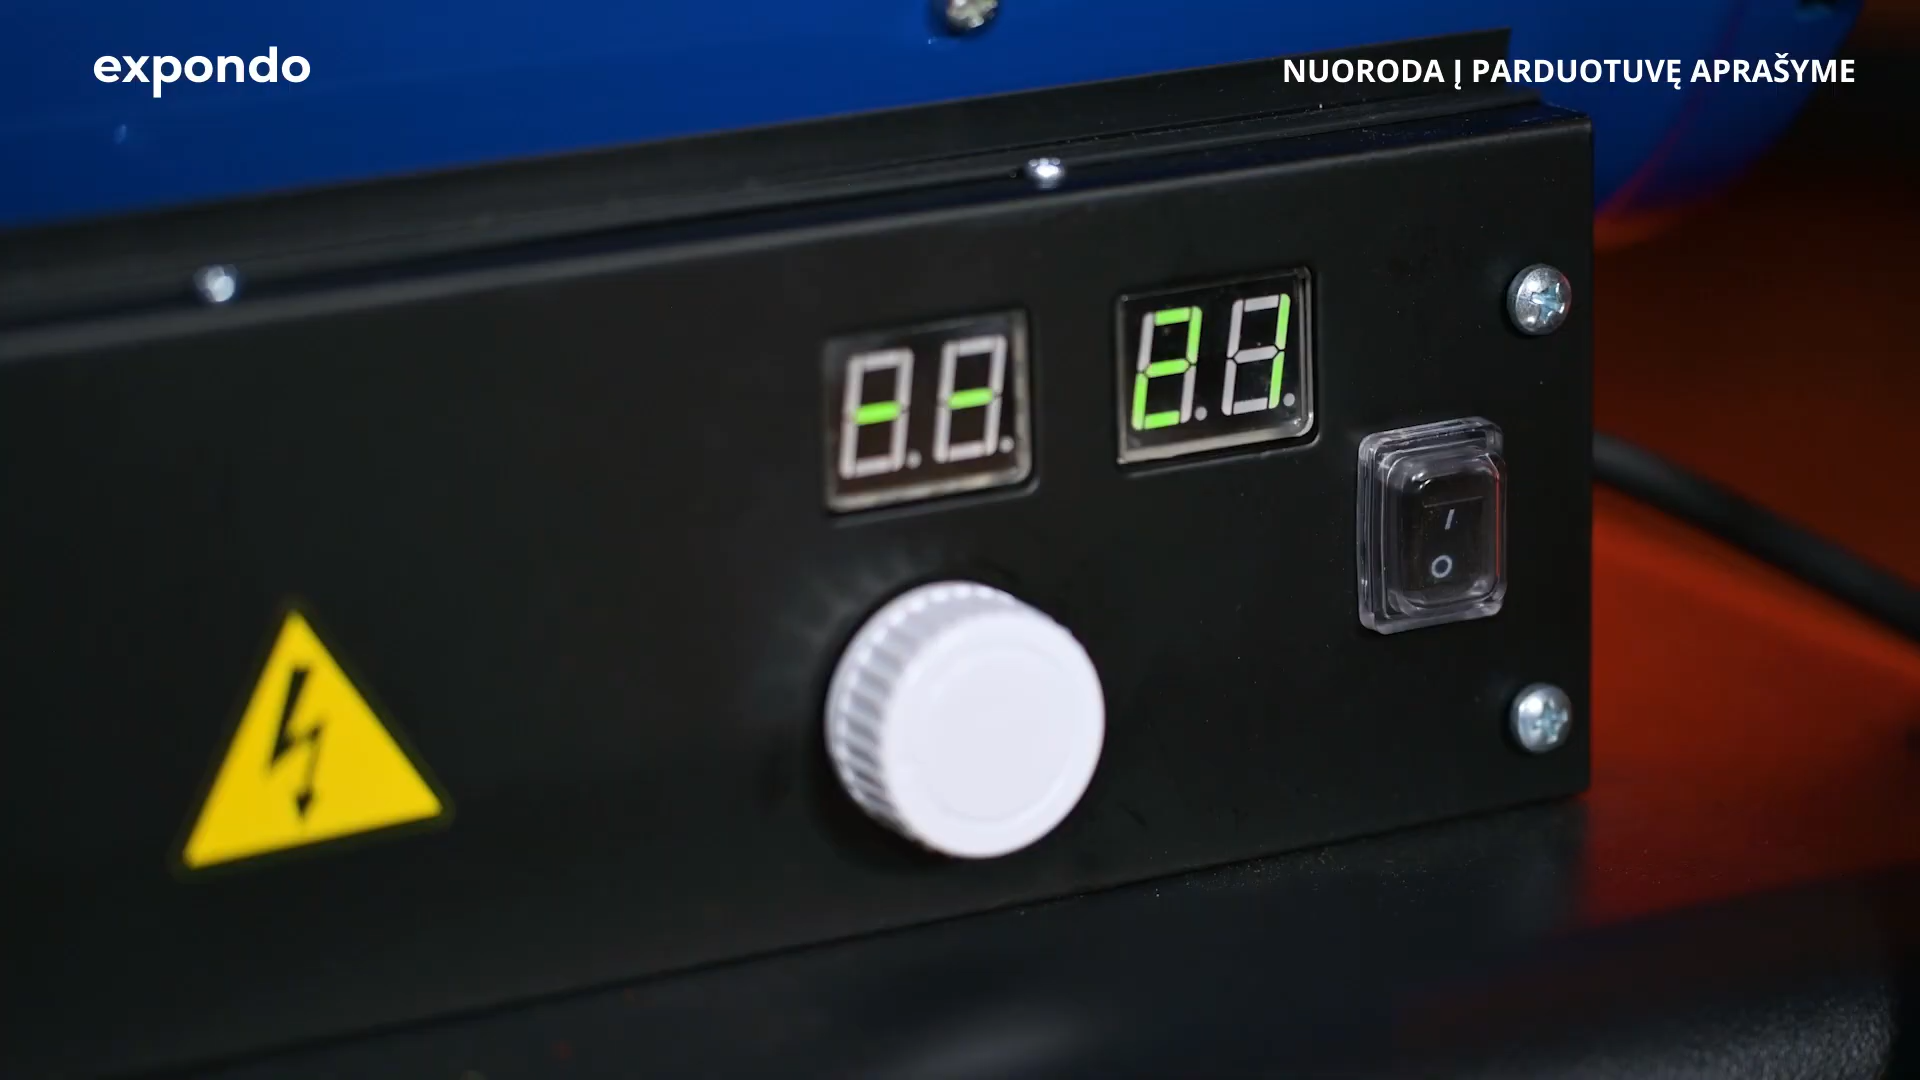 expondo
NUORODA Į PARDUOTUVĘ APRAŠYME
- -
21
I
O